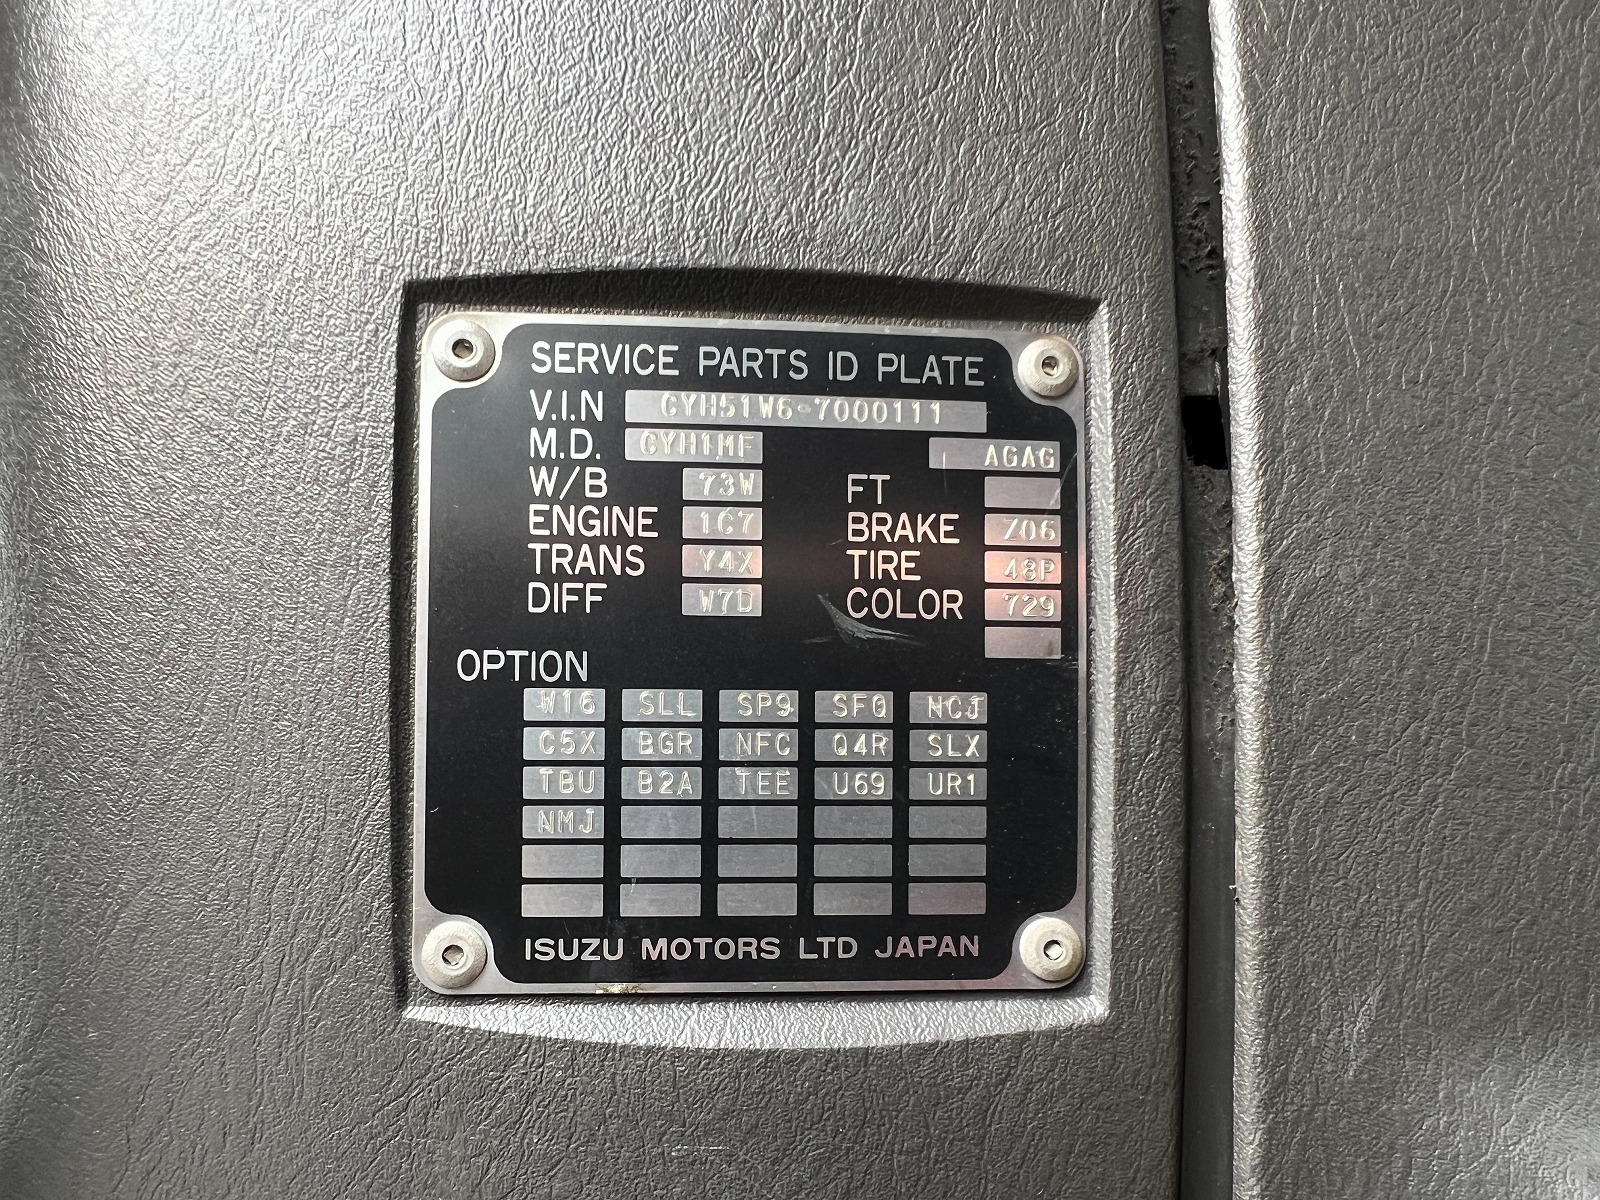 SERVICE PARTS ID PLATE
V.I.N CYH51W6-7000111
M.D. CYH1MF AGAG
W/B 73W FT
ENGINE 1C7 BRAKE Z06
TRANS Y4X TIRE 48P
DIFF W7D COLOR 729
OPTION
W16 SLL SP9 SFQ NCJ
C5X BGR NFC Q4R SLX
TBU B2A TEE U69 UR1
NMJ
ISUZU MOTORS LTD JAPAN